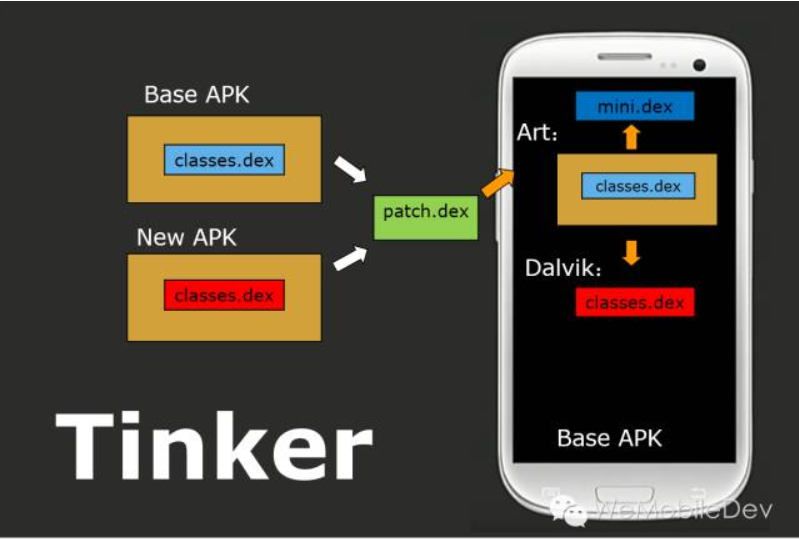 Base APK
classes.dex
New APK
classes.dex
patch.dex
Tinker
mini.dex
Art：
classes.dex
Dalvik：
classes.dex
Base APK
WeMobileDev